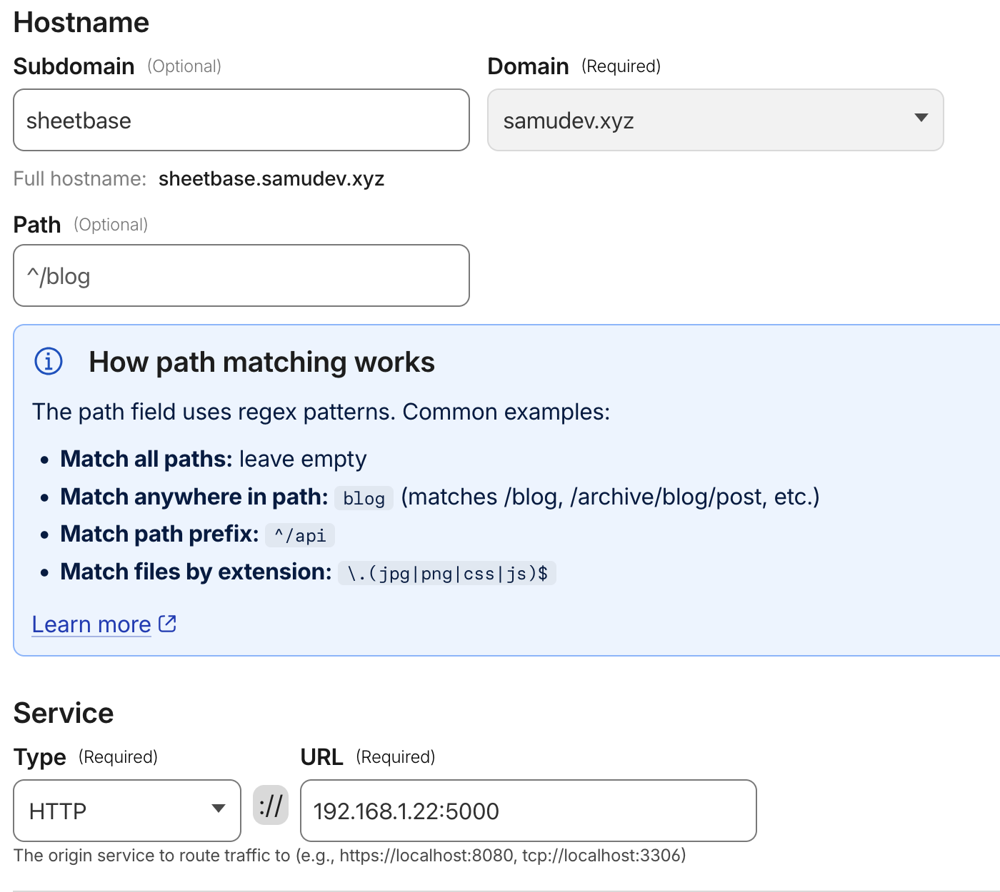 Hostname
Subdomain (Optional)
Domain (Required)
sheetbase
samudev.xyz
Full hostname: sheetbase.samudev.xyz
Path (Optional)
^/blog
How path matching works
The path field uses regex patterns. Common examples:
• Match all paths: leave empty
• Match anywhere in path: blog (matches /blog, /archive/blog/post, etc.)
• Match path prefix: ^/api
• Match files by extension: \.(jpg|png|css|js)$
Learn more
Service
Type (Required)
URL (Required)
HTTP
://
192.168.1.22:5000
The origin service to route traffic to (e.g., https://localhost:8080, tcp://localhost:3306)